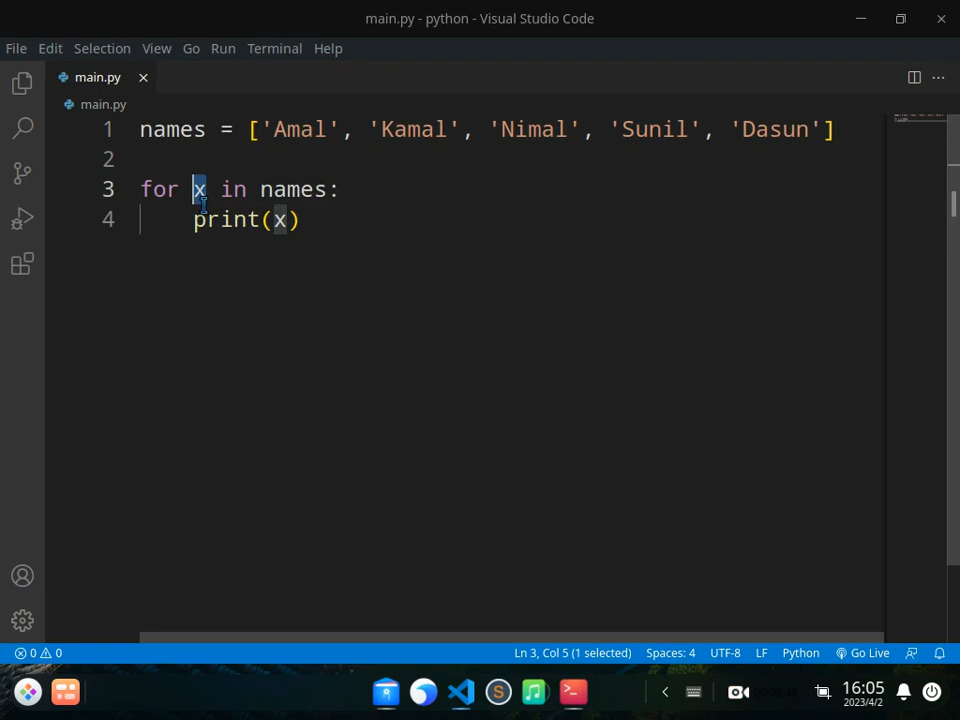 main.py - python - Visual Studio Code
File Edit Selection View Go Run Terminal Help
main.py
main.py
1 names = ['Amal', 'Kamal', 'Nimal', 'Sunil', 'Dasun']
2
3 for x in names:
4 print(x)
0 0 Ln 3, Col 5 (1 selected) Spaces: 4 UTF-8 LF Python Go Live
16:05
2023/4/2